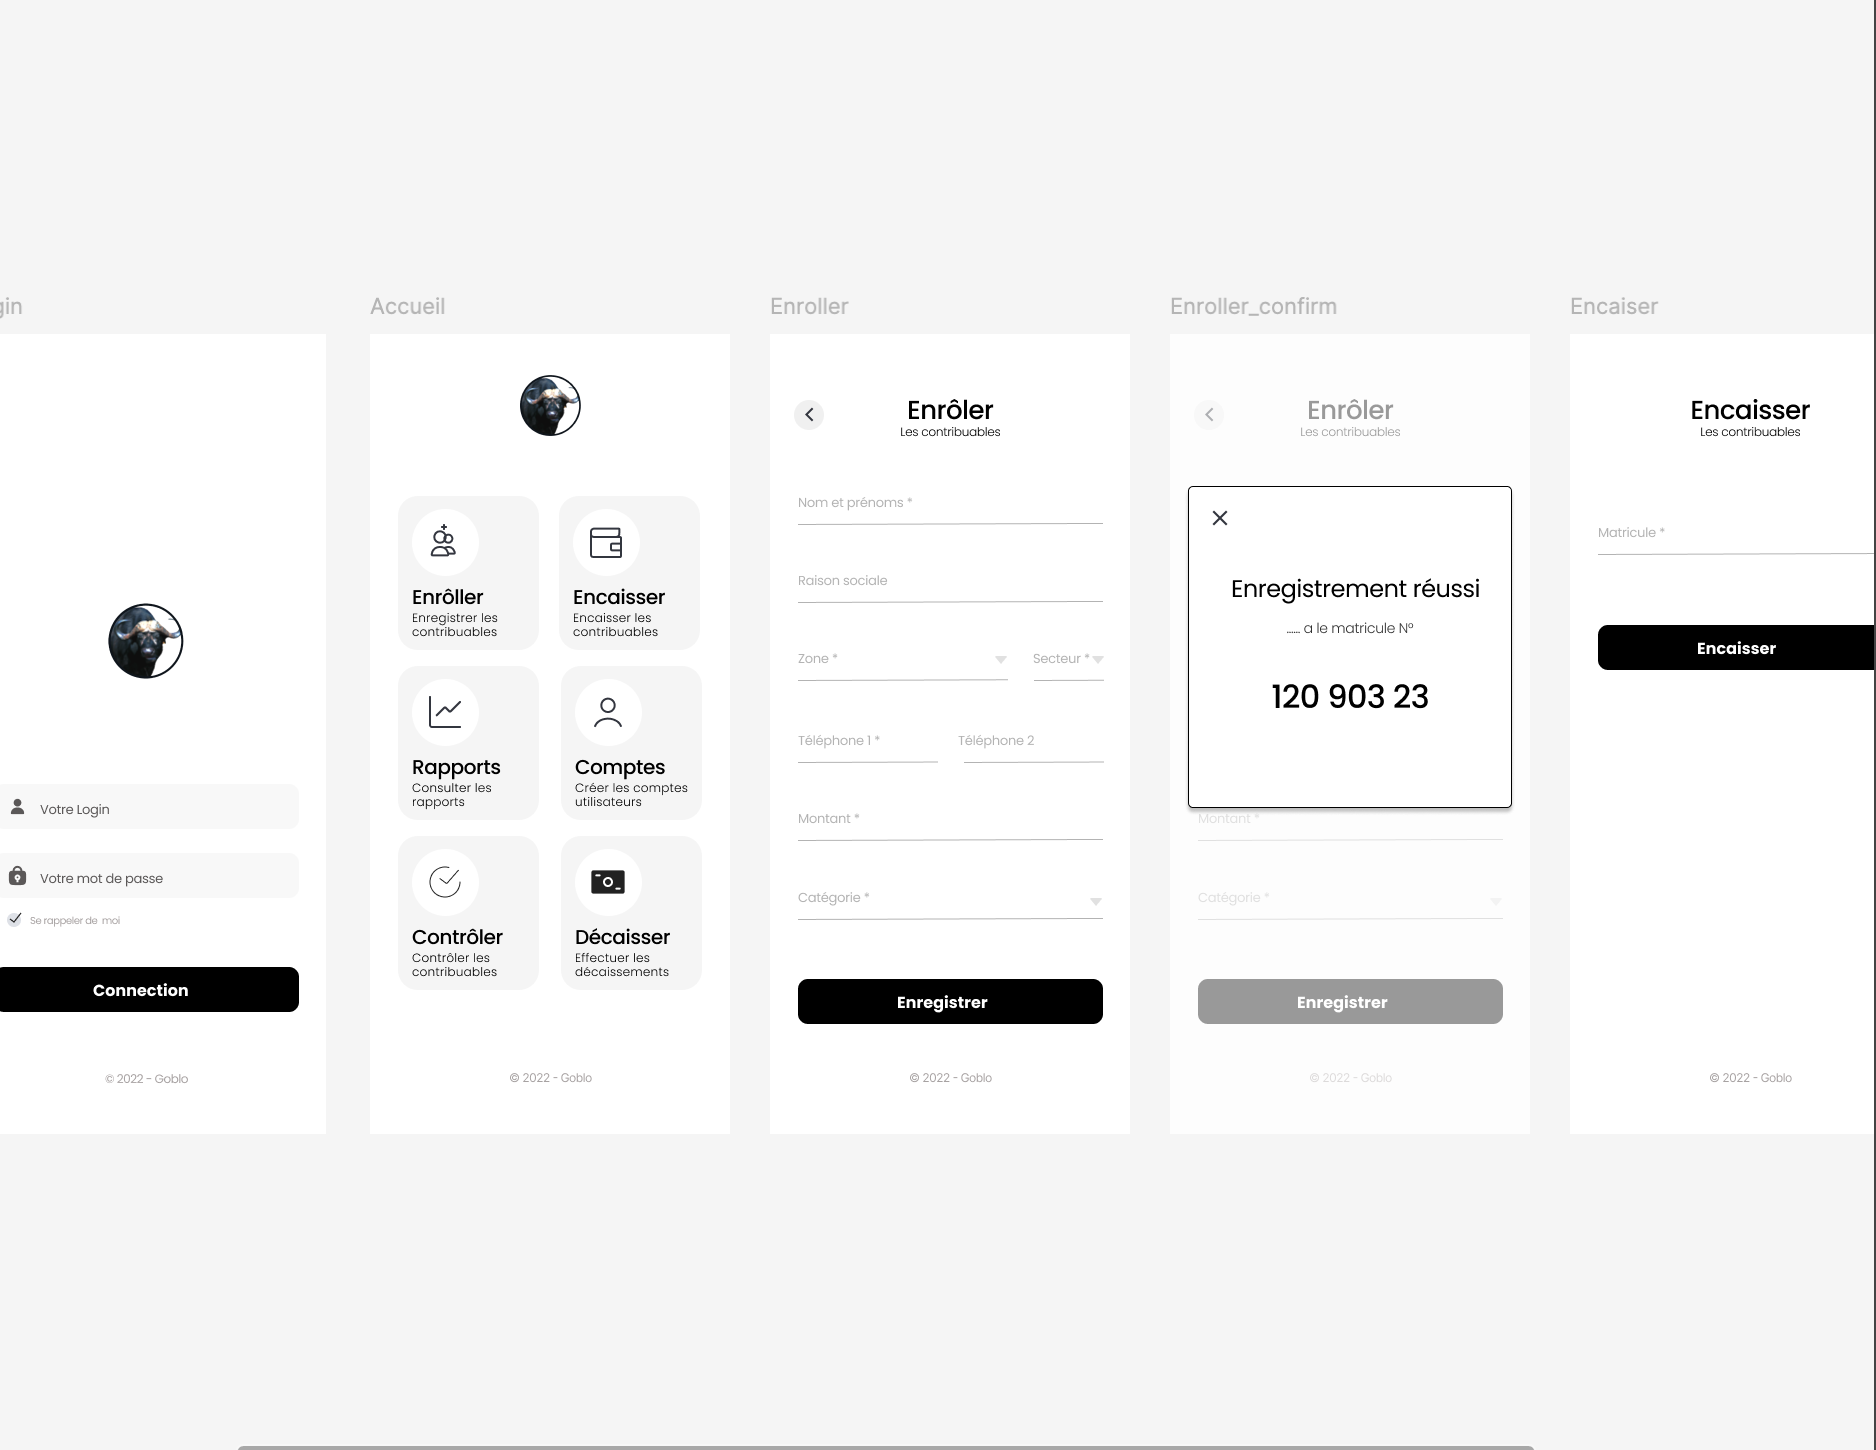 gin
Accueil
Enroller
Enroller_confirm
Encaiser
Votre Login
Votre mot de passe
Se rappeler de moi
Connection
© 2022 - Goblo
Enrôller
Enregistrer les
contribuables
Encaisser
Encaisser les
contribuables
Rapports
Consulter les
rapports
Comptes
Créer les comptes
utilisateurs
Contrôler
Contrôler les
contribuables
Décaisser
Effectuer les
décaissements
© 2022 - Goblo
Enrôler
Les contribuables
Nom et prénoms *
Raison sociale
Zone *
Secteur *
Téléphone 1 *
Téléphone 2
Montant *
Catégorie *
Enregistrer
© 2022 - Goblo
Enrôler
Les contribuables
Enregistrement réussi
...... a le matricule N°
120 903 23
Montant *
Catégorie *
Enregistrer
© 2022 - Goblo
Encaisser
Les contribuables
Matricule *
Encaisser
© 2022 - Goblo